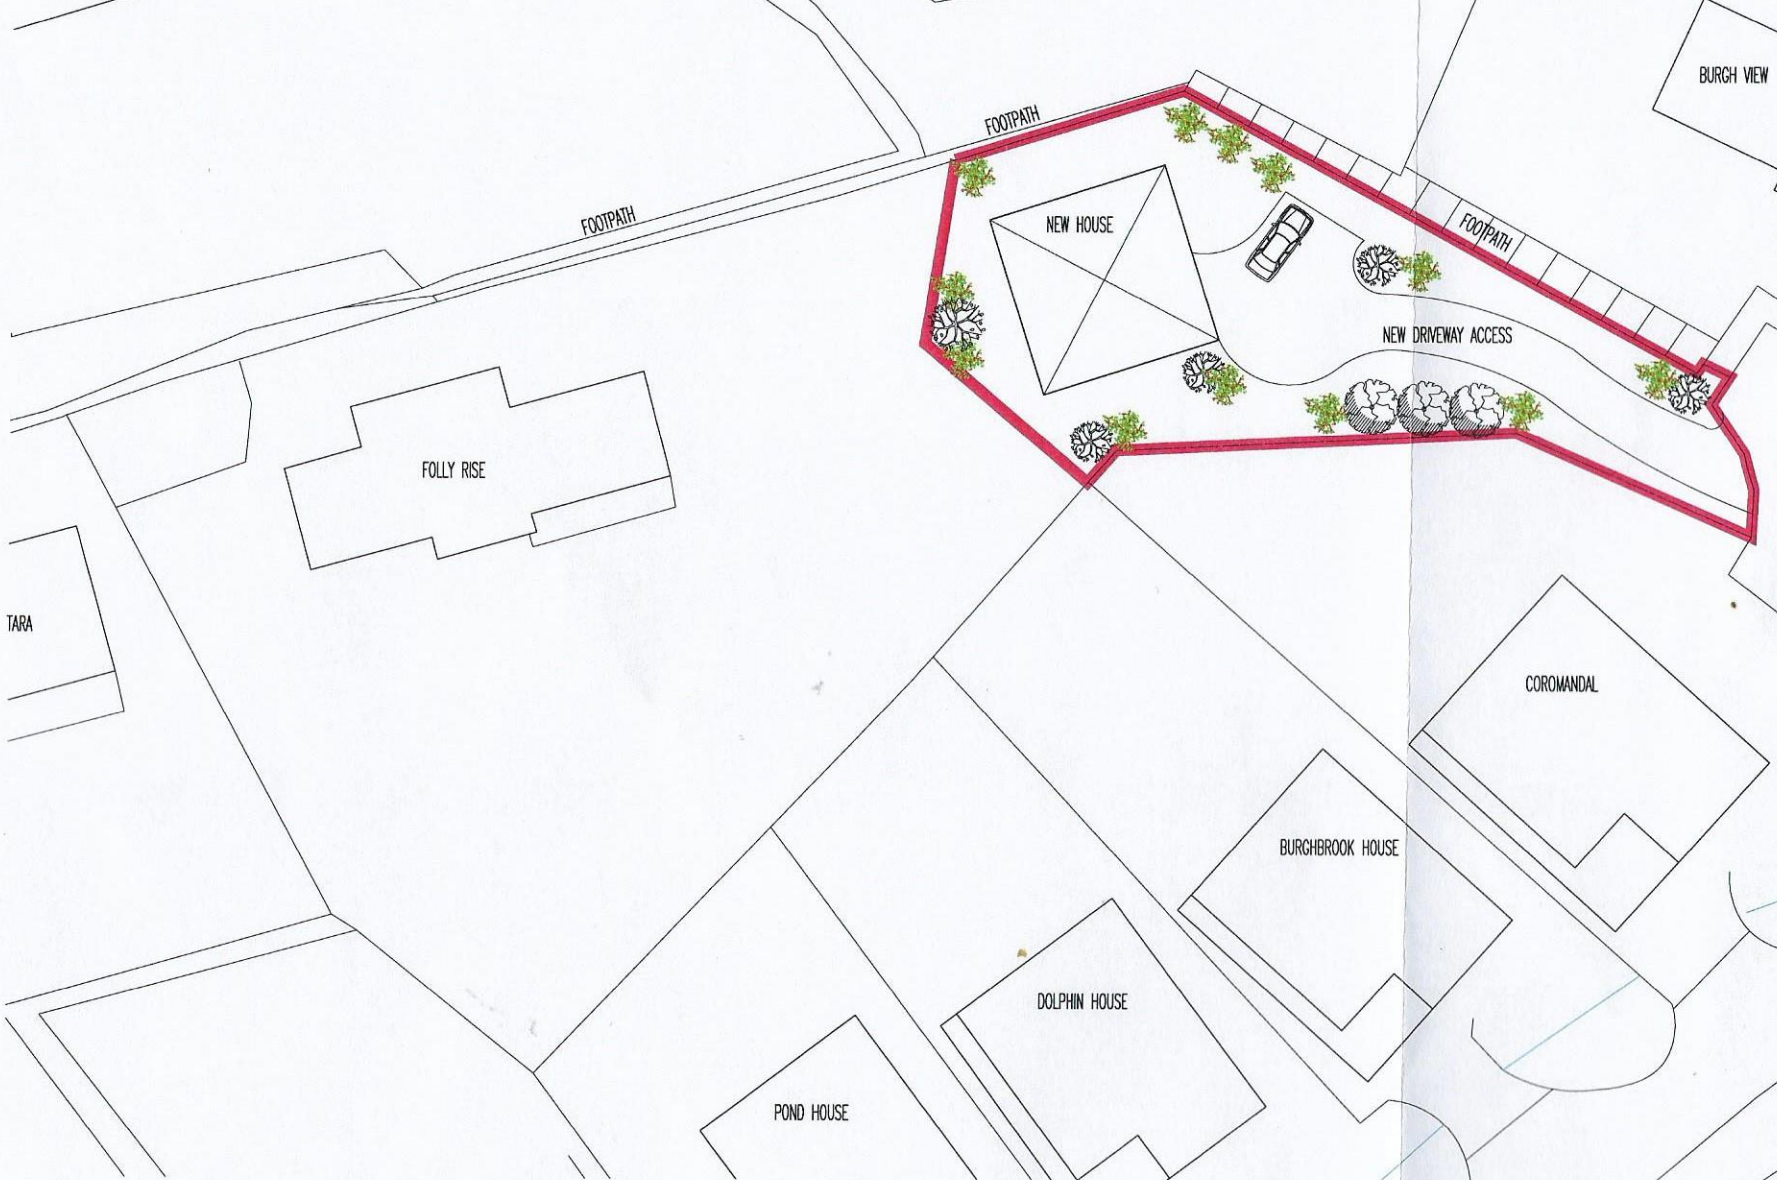 BURGH VIEW
FOOTPATH
FOOTPATH
NEW HOUSE
FOOTPATH
NEW DRIVEWAY ACCESS
FOLLY RISE
TARA
COROMANDAL
BURGHBROOK HOUSE
DOLPHIN HOUSE
POND HOUSE